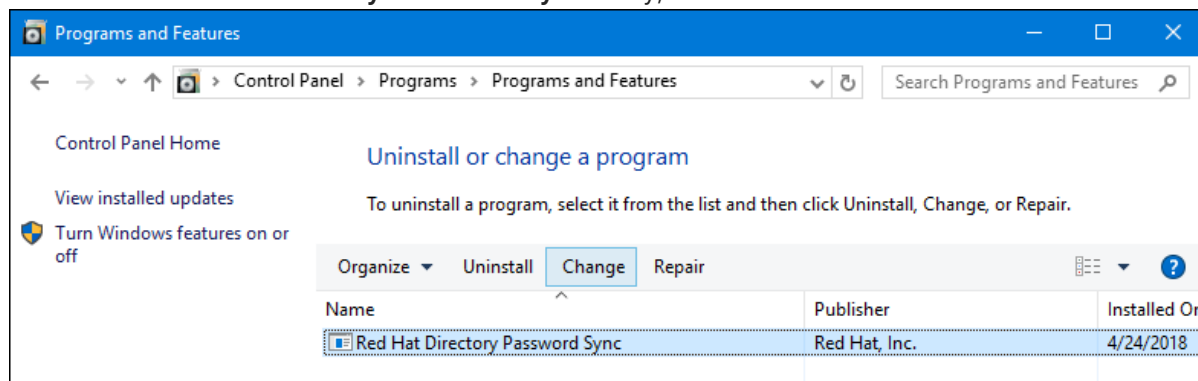 Programs and Features
Control Panel > Programs > Programs and Features
Search Programs and Features
Control Panel Home
View installed updates
Turn Windows features on or
off
Uninstall or change a program
To uninstall a program, select it from the list and then click Uninstall, Change, or Repair.
Organize Uninstall Change Repair
Name Publisher Installed Or
Red Hat Directory Password Sync Red Hat, Inc. 4/24/2018